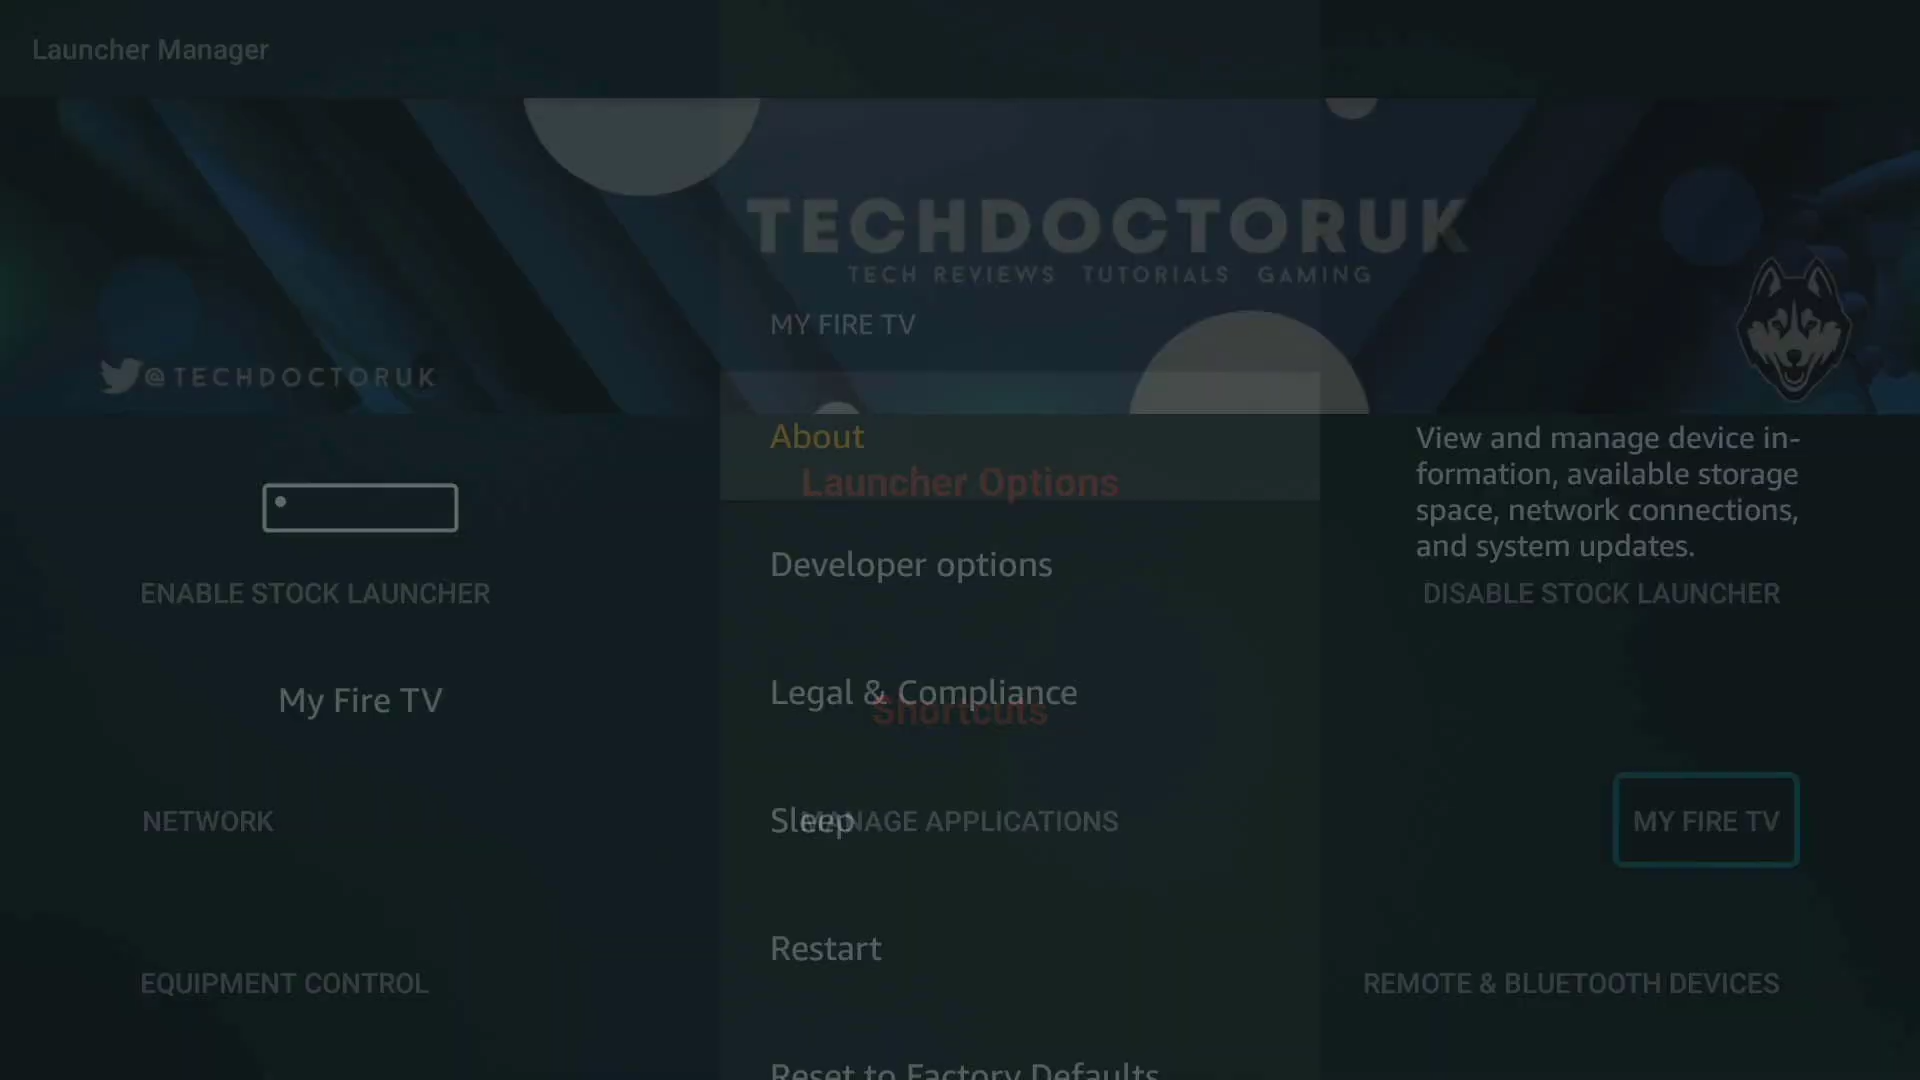 Launcher Manager
TECHDOCTORUK
TECH REVIEWS TUTORIALS GAMING
MY FIRE TV
@TECHDOCTORUK
About
View and manage device in-
formation, available storage
space, network connections,
and system updates.
Launcher Options
Developer options
ENABLE STOCK LAUNCHER
DISABLE STOCK LAUNCHER
My Fire TV
Legal & Compliance
Shortcuts
NETWORK
Sleep
MANAGE APPLICATIONS
MY FIRE TV
Restart
EQUIPMENT CONTROL
REMOTE & BLUETOOTH DEVICES
Reset to Factory Defaults